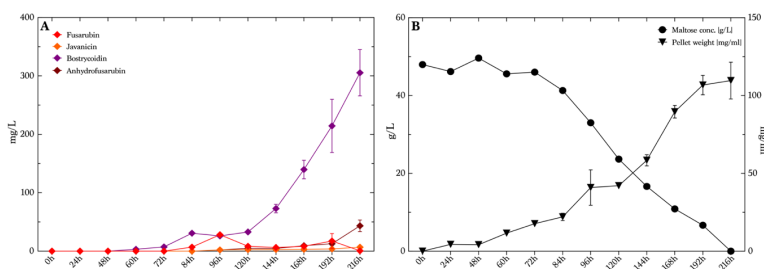 A
Fusarubin
Javanicin
Bostrycoidin
Anhydrofusarubin
mg/L
400
300
200
100
0
0h 24h 48h 60h 72h 84h 96h 120h 144h 168h 192h 216h
B
Maltose conc. [g/L]
Pellet weight [mg/ml]
g/L
60
40
20
0
150
100
50
0
0h 24h 48h 60h 72h 84h 96h 120h 144h 168h 192h 216h